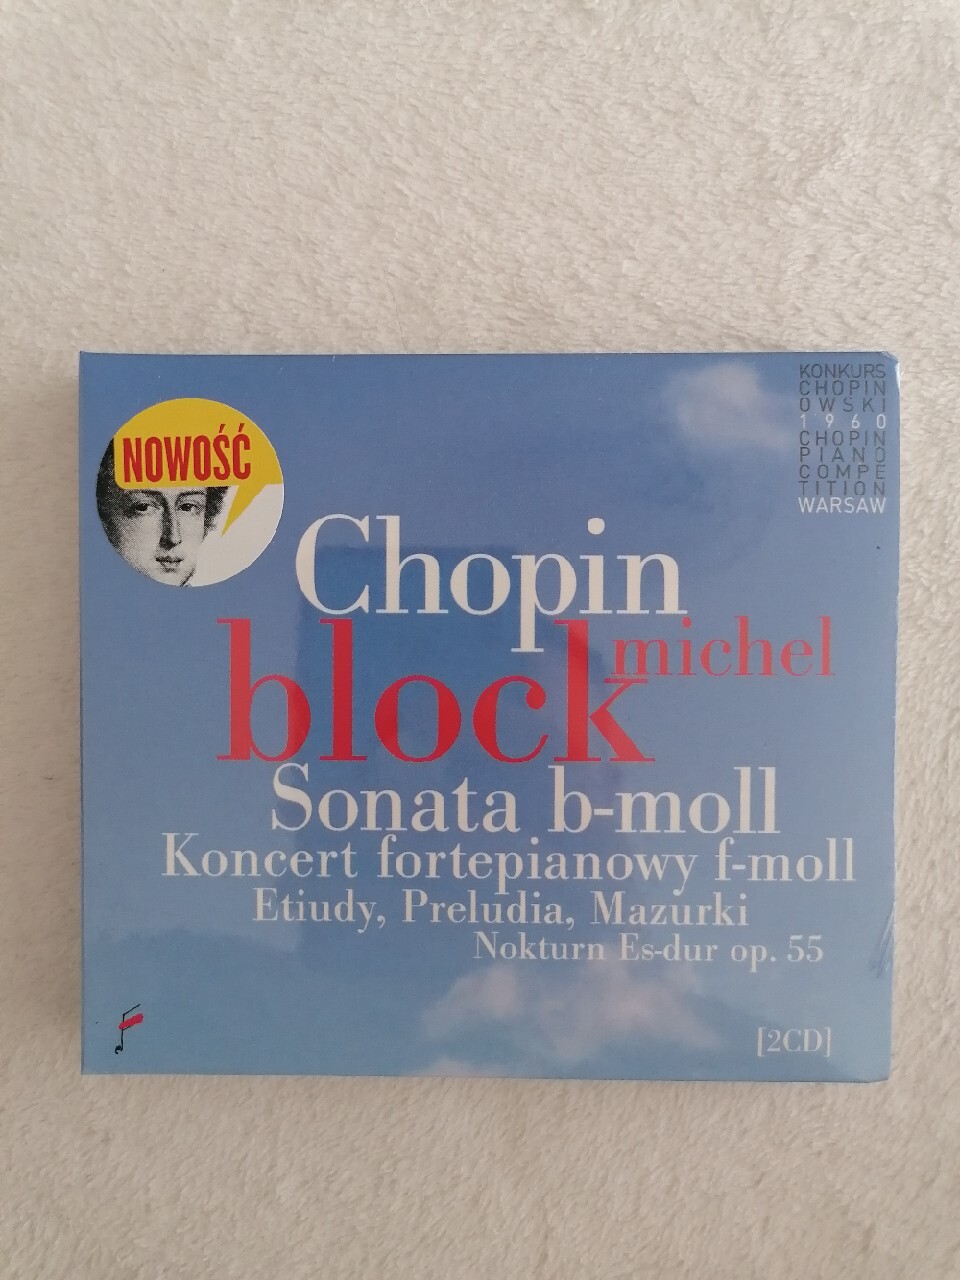 NOWOŚĆ
KONKURS
CHOPIN
OWSKI
1960
CHOPIN
PIANO
COMPE
TITION
WARSAW
Chopin
michel
block
Sonata b-moll
Koncert fortepianowy f-moll
Etiudy, Preludia, Mazurki
Nokturn Es-dur op. 55
[2CD]